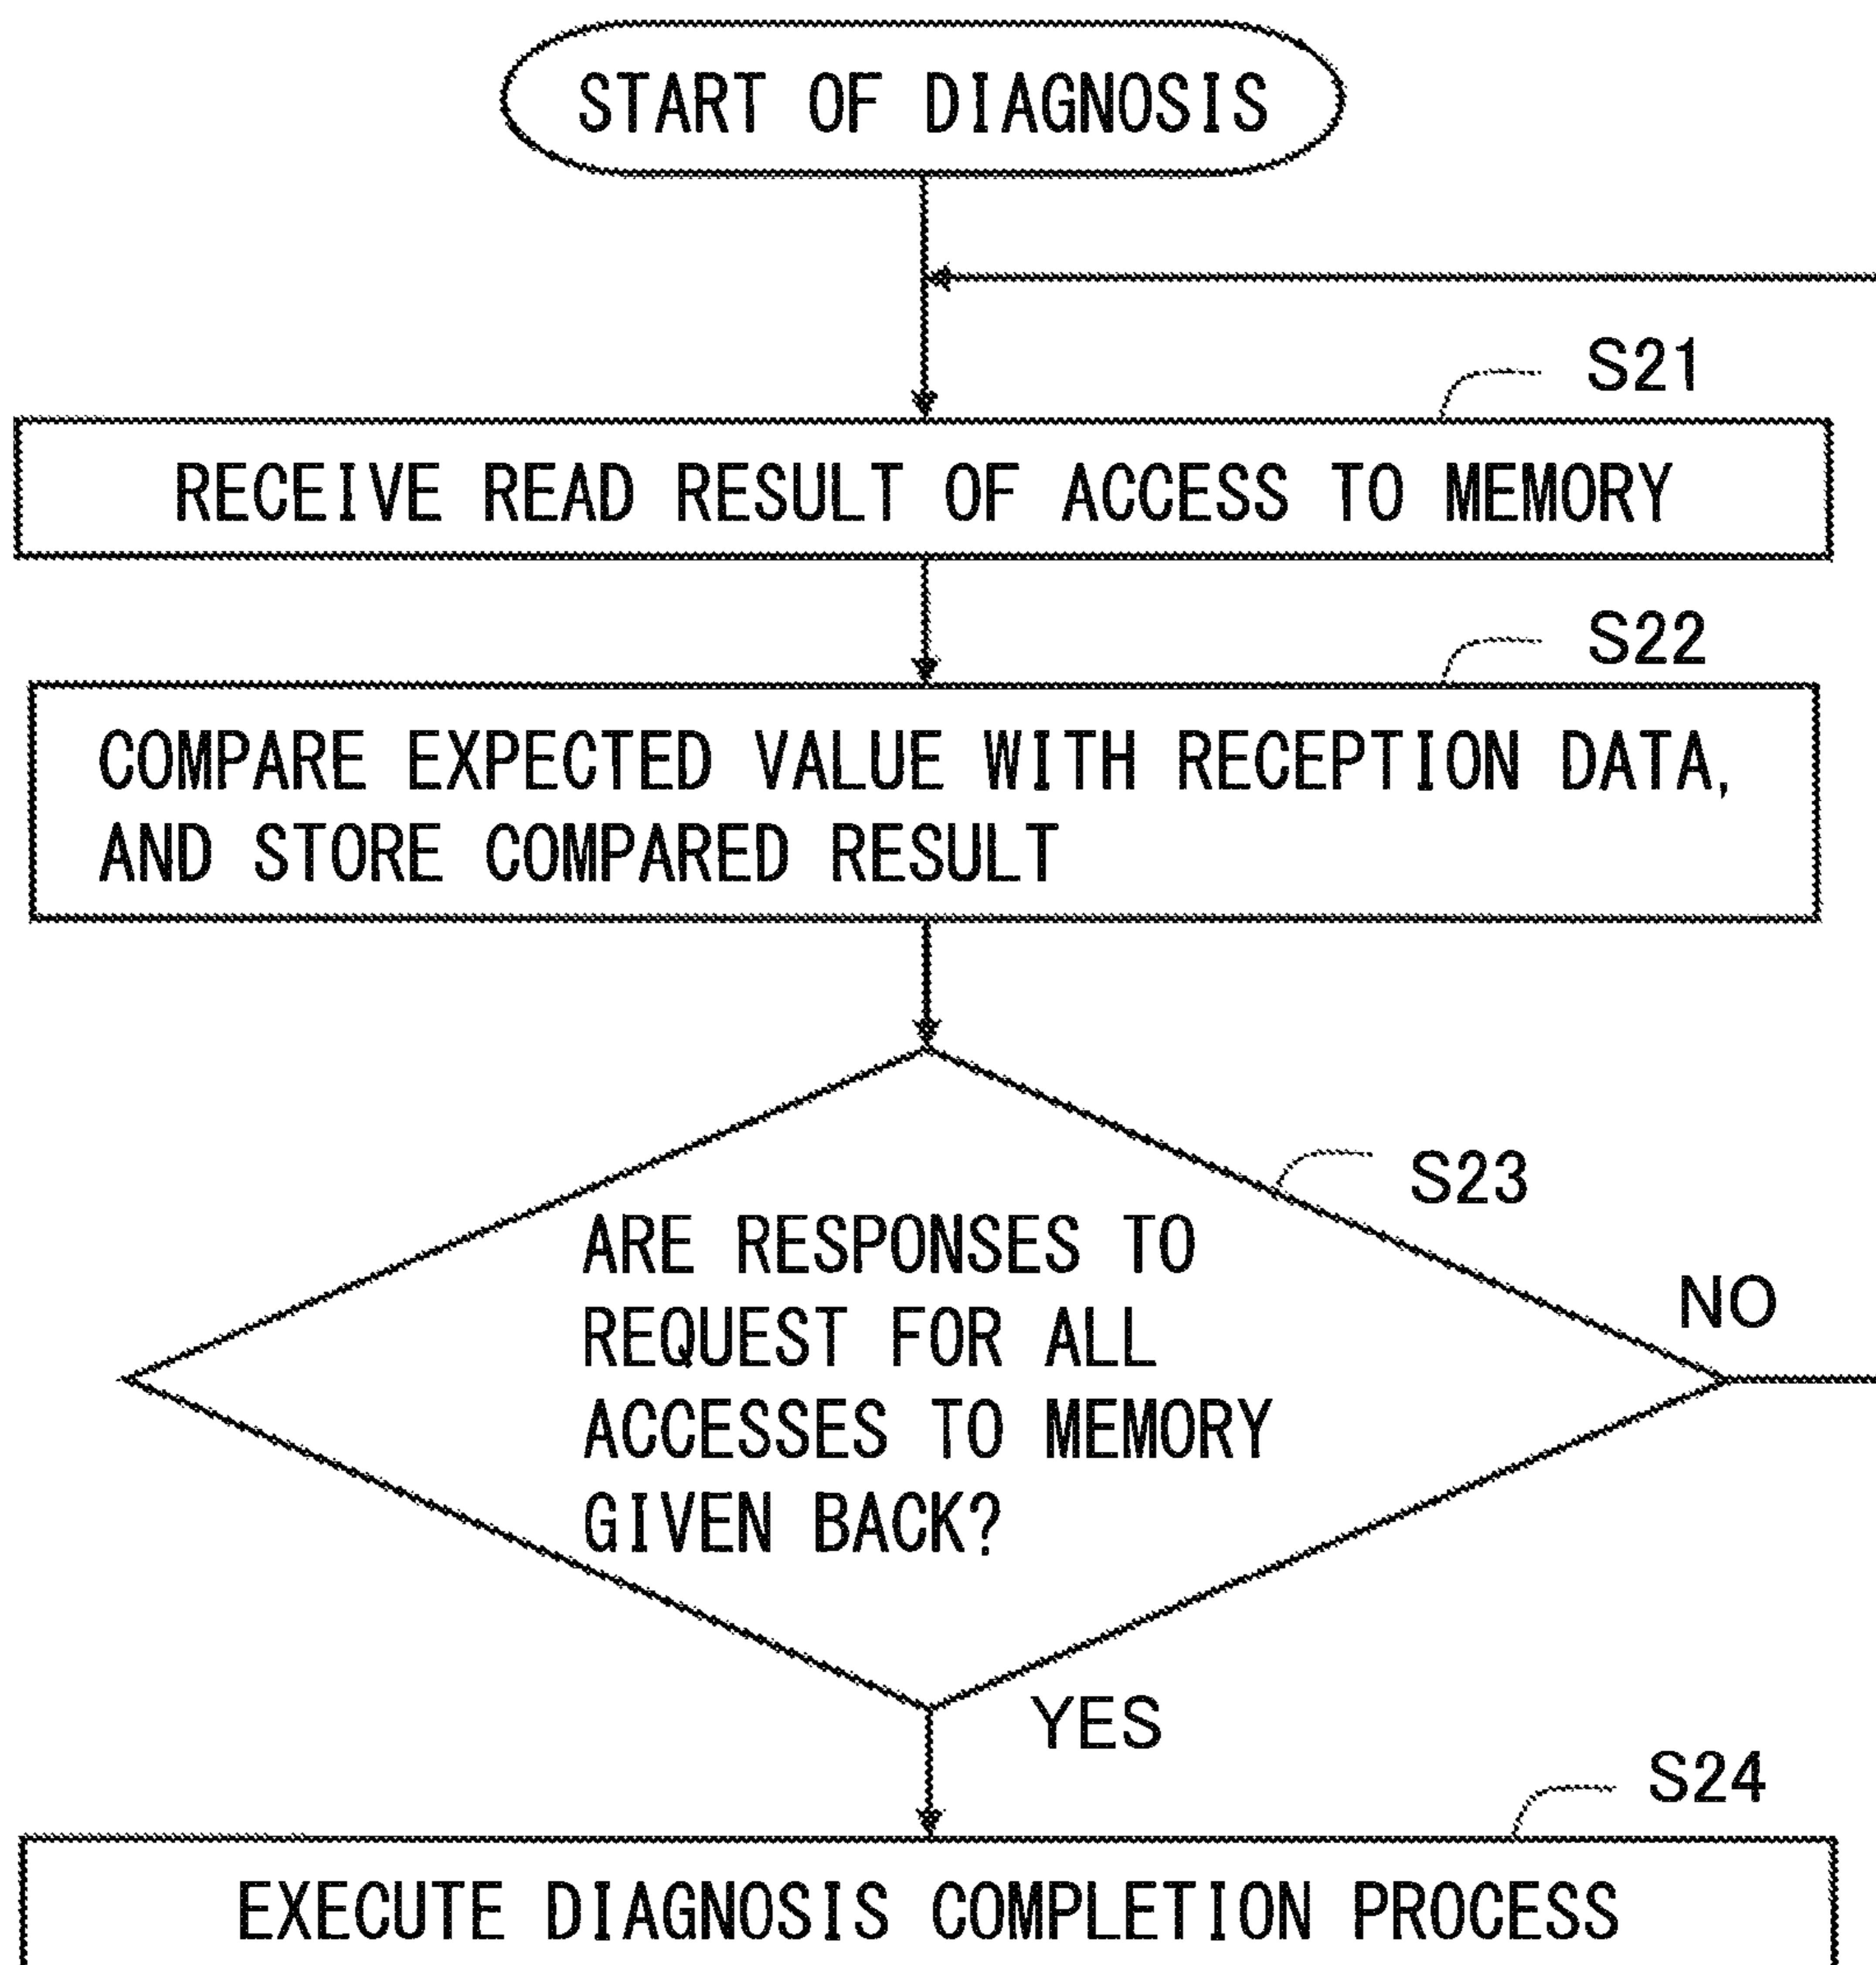 START OF DIAGNOSIS
S21
RECEIVE READ RESULT OF ACCESS TO MEMORY
S22
COMPARE EXPECTED VALUE WITH RECEPTION DATA,
AND STORE COMPARED RESULT
S23
ARE RESPONSES TO
REQUEST FOR ALL
ACCESSES TO MEMORY
GIVEN BACK?
NO
YES
S24
EXECUTE DIAGNOSIS COMPLETION PROCESS